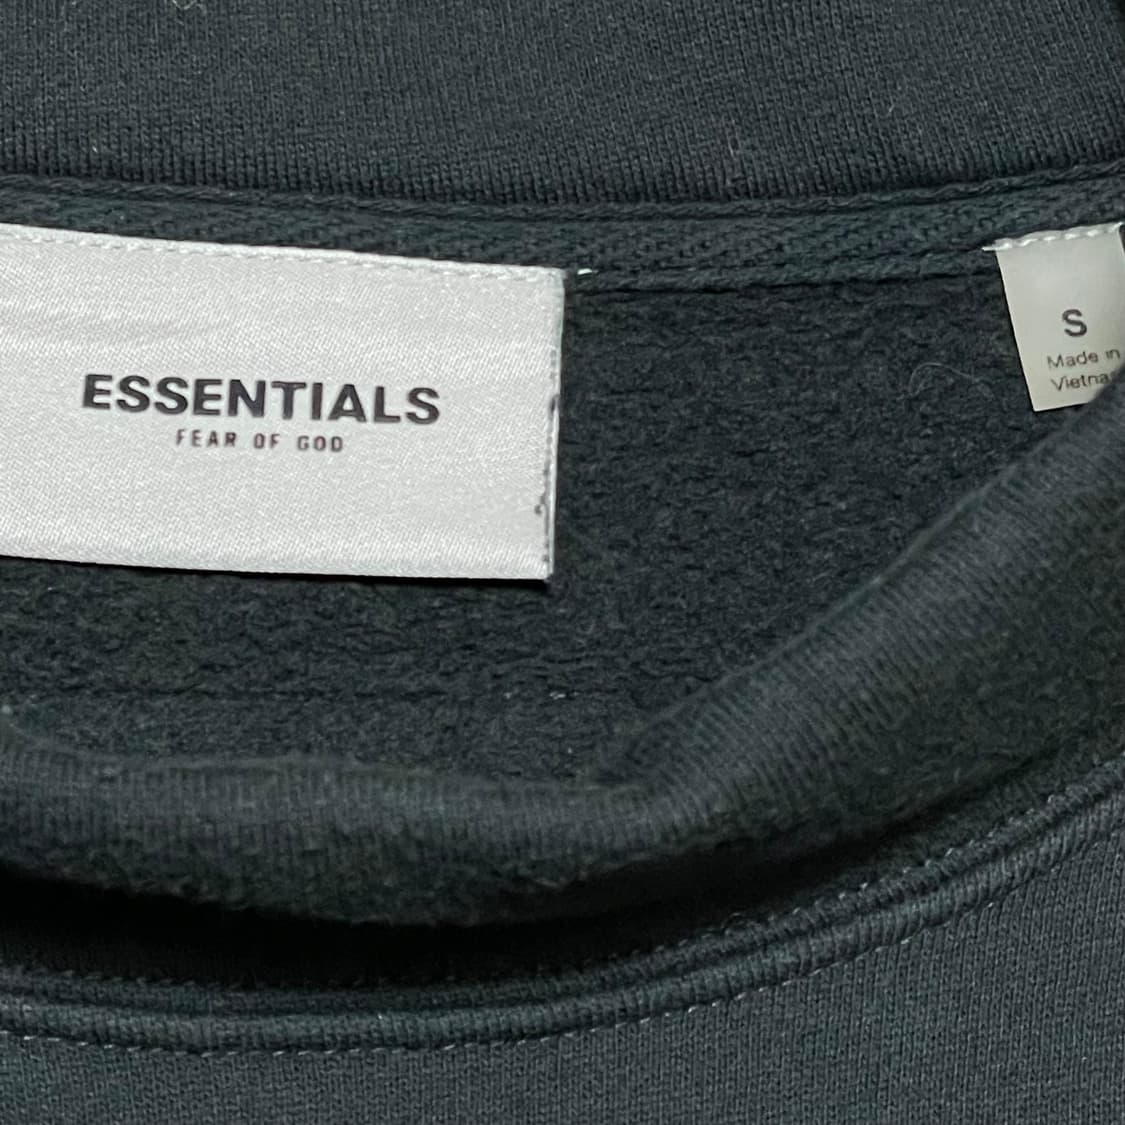 ESSENTIALS
FEAR OF GOD
S
Made in